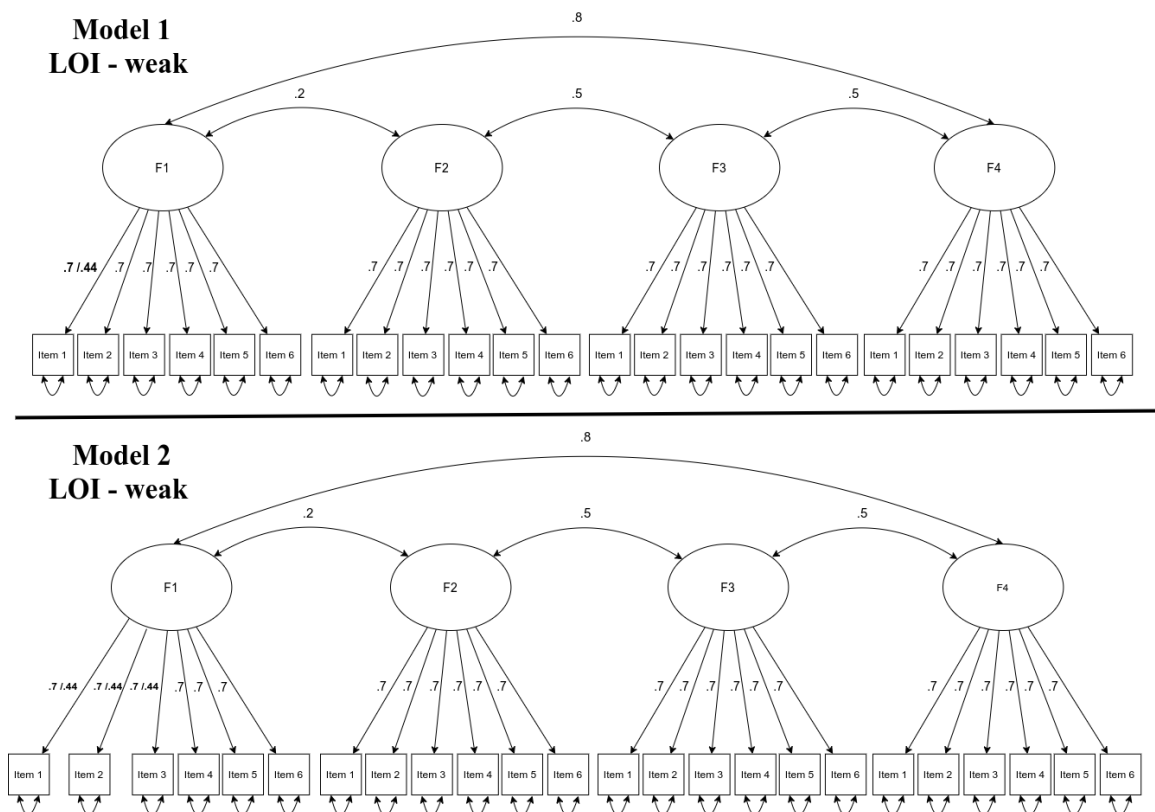 Model 1
LOI - weak
.8
.2 .5 .5
F1 F2 F3 F4
.7 /.44 .7 .7 .7 .7 .7 .7 .7 .7 .7 .7 .7 .7 .7 .7 .7 .7 .7 .7 .7 .7
Item 1 Item 2 Item 3 Item 4 Item 5 Item 6 Item 1 Item 2 Item 3 Item 4 Item 5 Item 6 Item 1 Item 2 Item 3 Item 4 Item 5 Item 6 Item 1 Item 2 Item 3 Item 4 Item 5 Item 6
Model 2
LOI - weak
.8
.2 .5 .5
F1 F2 F3 F4
.7 /.44 .7 /.44 .7 /.44 .7 .7 .7 .7 .7 .7 .7 .7 .7 .7 .7 .7 .7 .7 .7 .7 .7
Item 1 Item 2 Item 3 Item 4 Item 5 Item 6 Item 1 Item 2 Item 3 Item 4 Item 5 Item 6 Item 1 Item 2 Item 3 Item 4 Item 5 Item 6 Item 1 Item 2 Item 3 Item 4 Item 5 Item 6